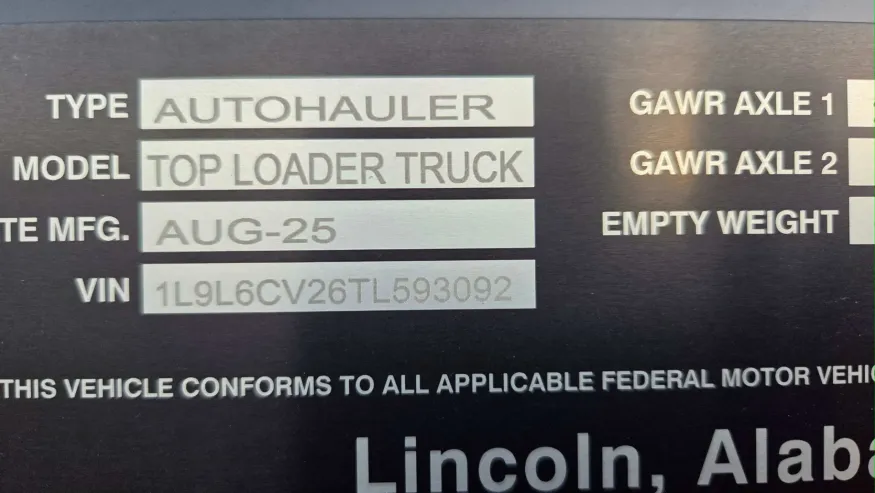 TYPE AUTOHAULER GAWR AXLE 1
MODEL TOP LOADER TRUCK GAWR AXLE 2
TE MFG. AUG-25 EMPTY WEIGHT
VIN 1L9L6CV26TL593092
THIS VEHICLE CONFORMS TO ALL APPLICABLE FEDERAL MOTOR VEHIC
Lincoln, Alaba